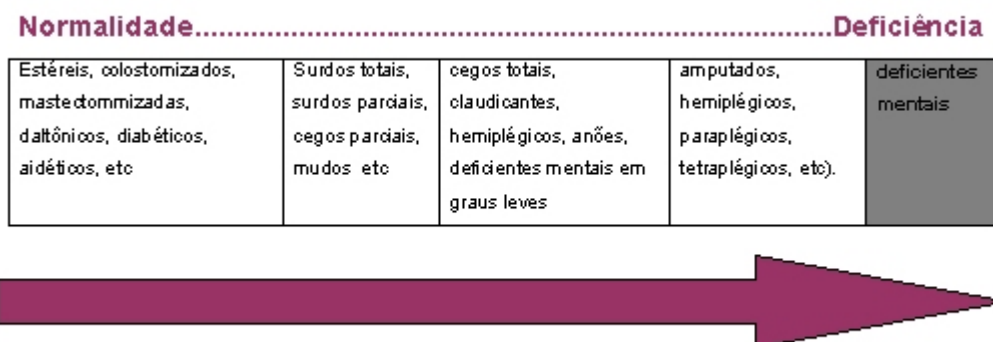 Normalidade................................................................................Deficiência
Estéreis, colostomizados,
mastectommizadas,
daltônicos, diabéticos,
aidéticos, etc
Surdos totais,
surdos parciais,
cegos parciais,
mudos etc
cegos totais,
claudicantes,
hemiplégicos, anões,
deficientes mentais em
graus leves
amputados,
hemiplégicos,
paraplégicos,
tetraplégicos, etc).
deficientes
mentais